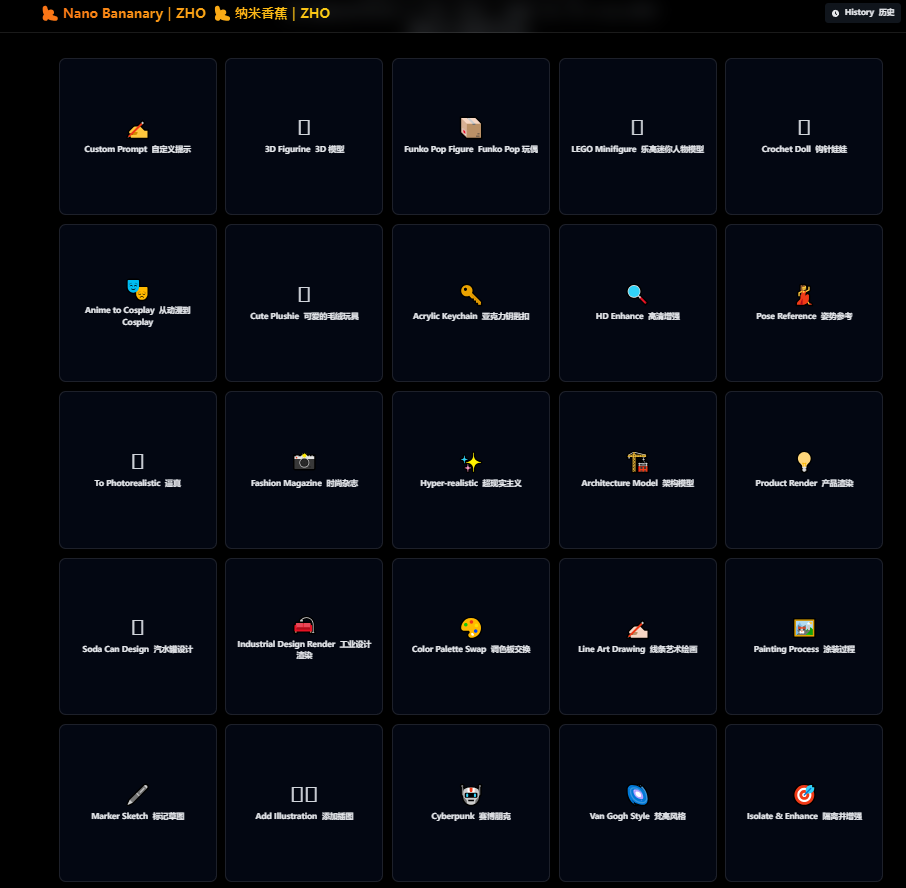 Nano Bananary | ZHO 纳米香蕉 | ZHO
History 历史
Custom Prompt 自定义提示
3D Figurine 3D 模型
Funko Pop Figure Funko Pop 玩偶
LEGO Minifigure 乐高迷你人物模型
Crochet Doll 钩针娃娃
Anime to Cosplay 从动漫到
Cosplay
Cute Plushie 可爱的毛绒玩具
Acrylic Keychain 亚克力钥匙扣
HD Enhance 高清增强
Pose Reference 姿势参考
To Photorealistic 逼真
Fashion Magazine 时尚杂志
Hyper-realistic 超现实主义
Architecture Model 架构模型
Product Render 产品渲染
Soda Can Design 汽水罐设计
Industrial Design Render 工业设计
渲染
Color Palette Swap 调色板交换
Line Art Drawing 线条艺术绘画
Painting Process 涂装过程
Marker Sketch 标记草图
Add Illustration 添加插图
Cyberpunk 赛博朋克
Van Gogh Style 梵高风格
Isolate & Enhance 隔离并增强